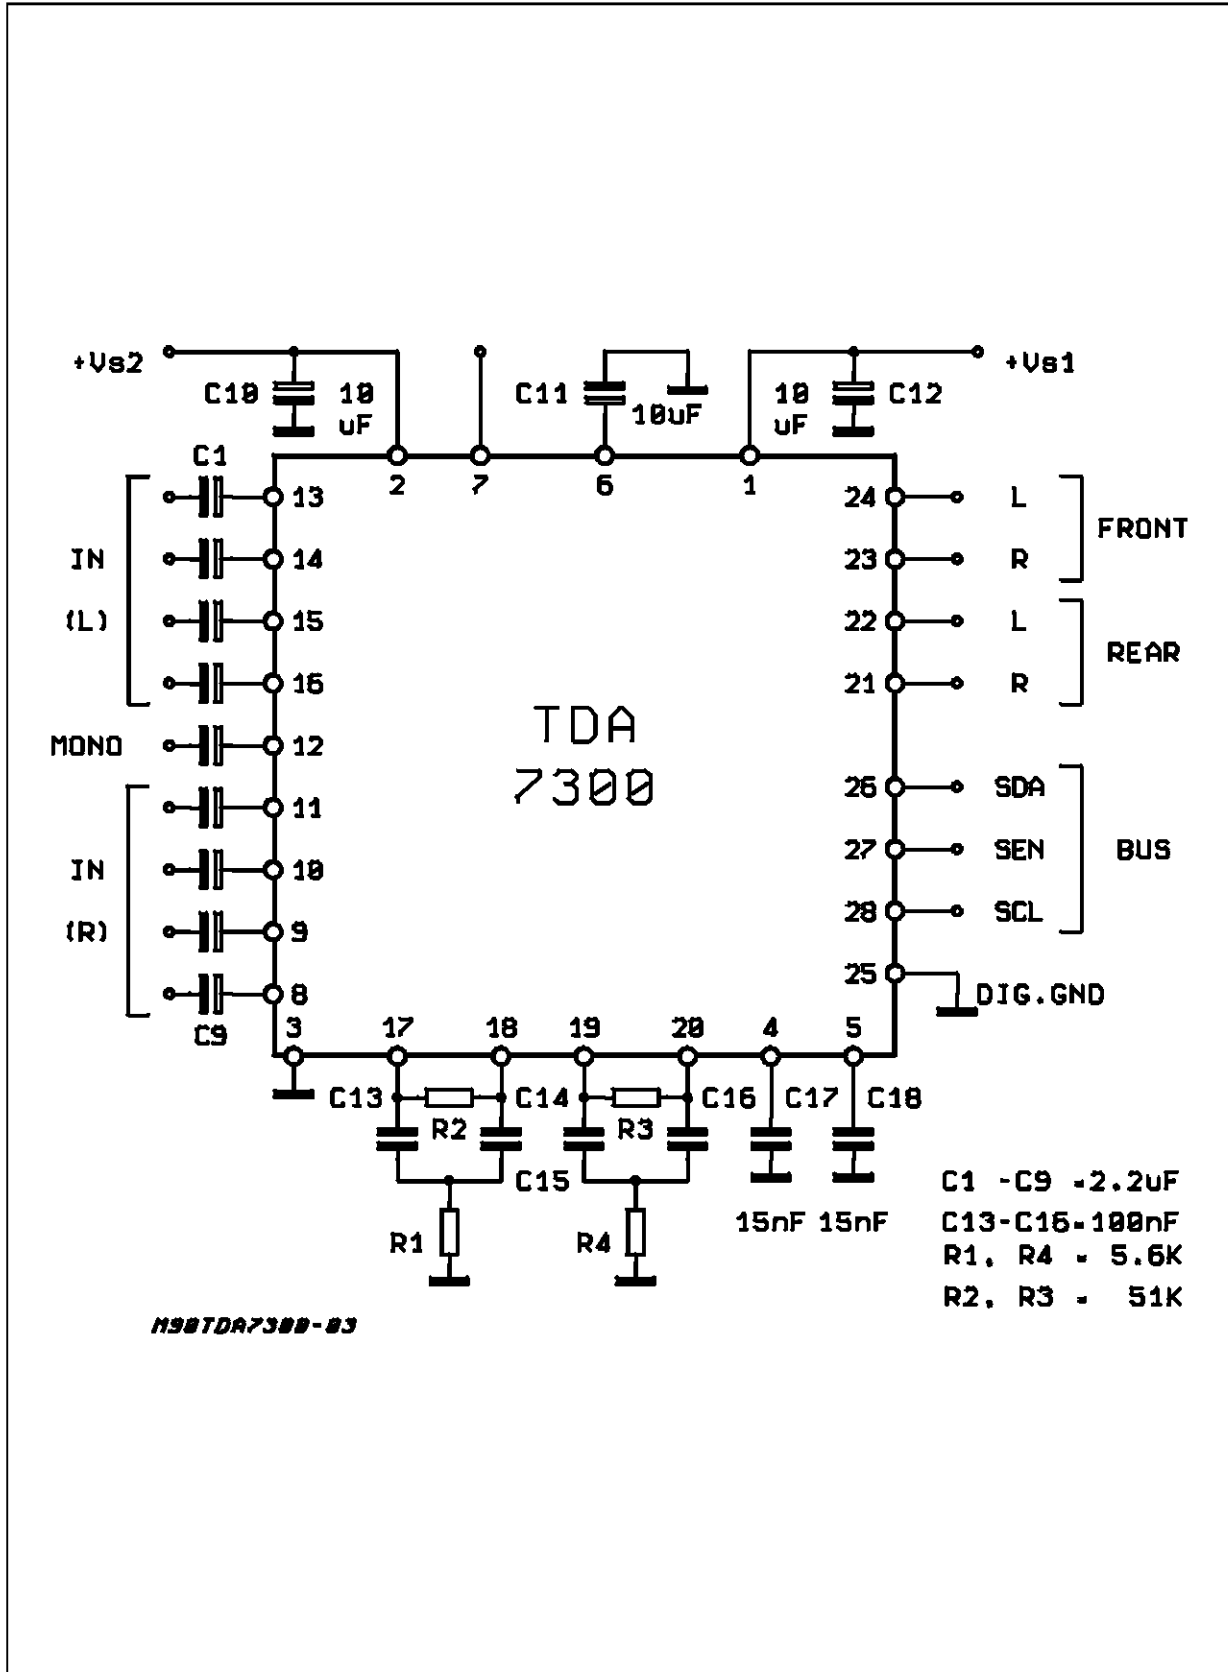 +Vs2
C10
10
uF
C11
10uF
10
uF
C12
+Vs1
C1
2
7
6
1
13
14
15
16
12
11
10
9
8
IN
(L)
MONO
IN
(R)
C9
TDA
7300
24
L
23
R
FRONT
22
L
21
R
REAR
26
SDA
27
SEN
28
SCL
BUS
25
DIG.GND
3
17
18
19
20
4
5
C13
R2
C14
R3
C16
C17
C18
C15
R1
R4
15nF
15nF
C1 -C9 =2.2uF
C13-C16=100nF
R1, R4 = 5.6K
R2, R3 = 51K
M90TDA7300-03